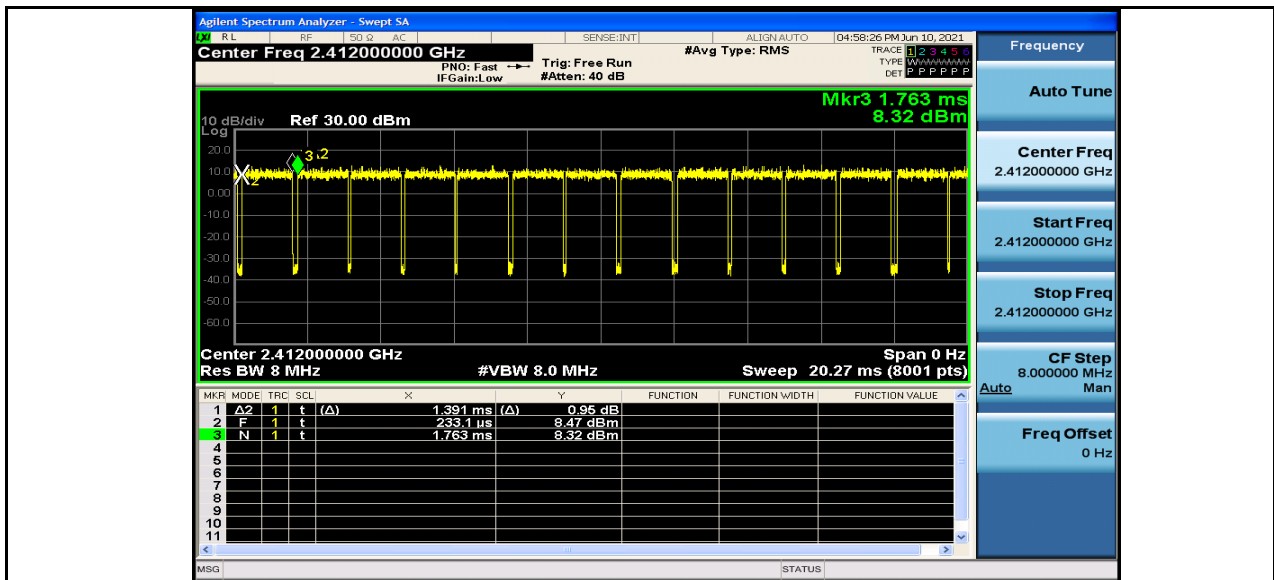 Agilent Spectrum Analyzer - Swept SA
LXI RL RF 50 Ω AC SENSE:INT ALIGN AUTO 04:58:26 PM Jun 10, 2021
Center Freq 2.412000000 GHz
PNO: Fast
IFGain:Low
Trig: Free Run
#Atten: 40 dB
#Avg Type: RMS
TRACE 1 2 3 4 5 6
TYPE W
DET P P P P P P
Mkr3 1.763 ms
8.32 dBm
10 dB/div Ref 30.00 dBm
Log
20.0
10.0
0.00
-10.0
-20.0
-30.0
-40.0
-50.0
-60.0
X2
3
Center 2.412000000 GHz Span 0 Hz
Res BW 8 MHz #VBW 8.0 MHz Sweep 20.27 ms (8001 pts)
MKR MODE TRC SCL X Y FUNCTION FUNCTION WIDTH FUNCTION VALUE
1 Δ2 1 t (Δ) 1.391 ms (Δ) 0.95 dB
2 F 1 t 233.1 µs 8.47 dBm
3 N 1 t 1.763 ms 8.32 dBm
4
5
6
7
8
9
10
11
MSG STATUS
Frequency
Auto Tune
Center Freq
2.412000000 GHz
Start Freq
2.412000000 GHz
Stop Freq
2.412000000 GHz
CF Step
8.000000 MHz
Auto Man
Freq Offset
0 Hz